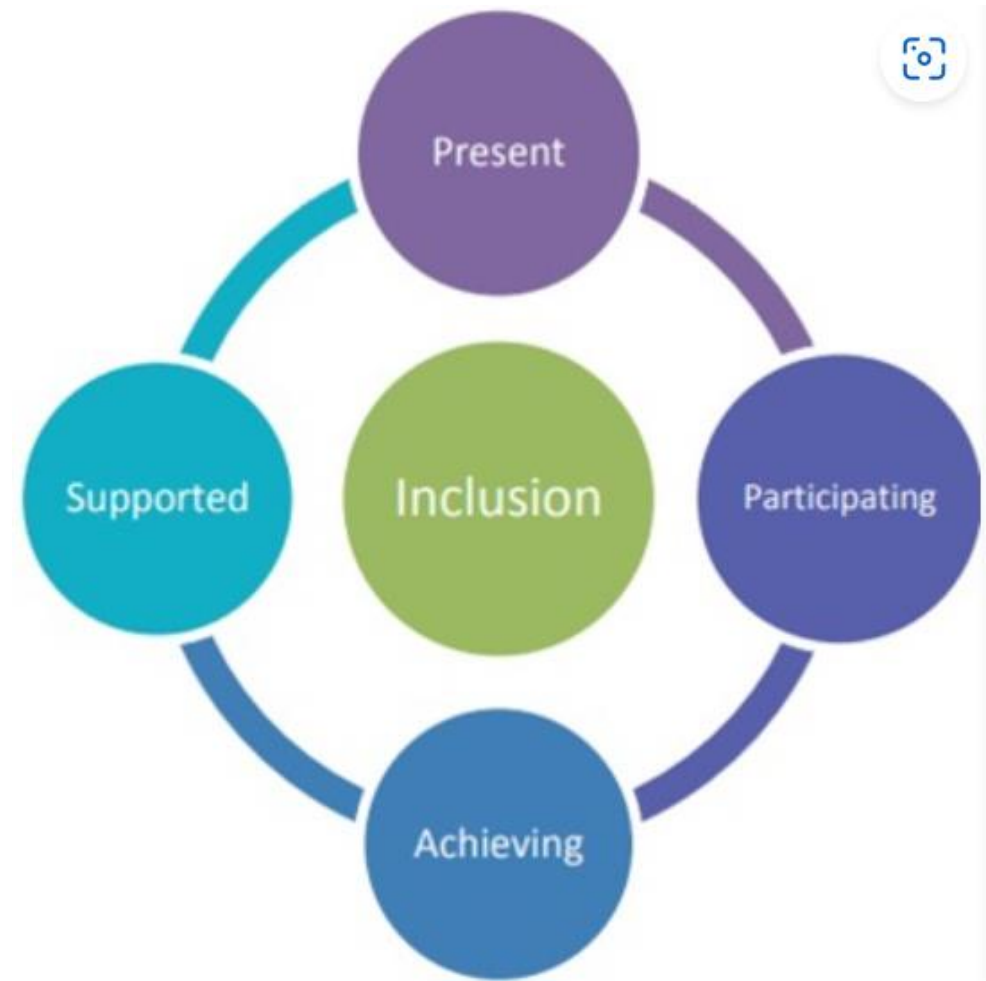 Present
Supported
Inclusion
Participating
Achieving